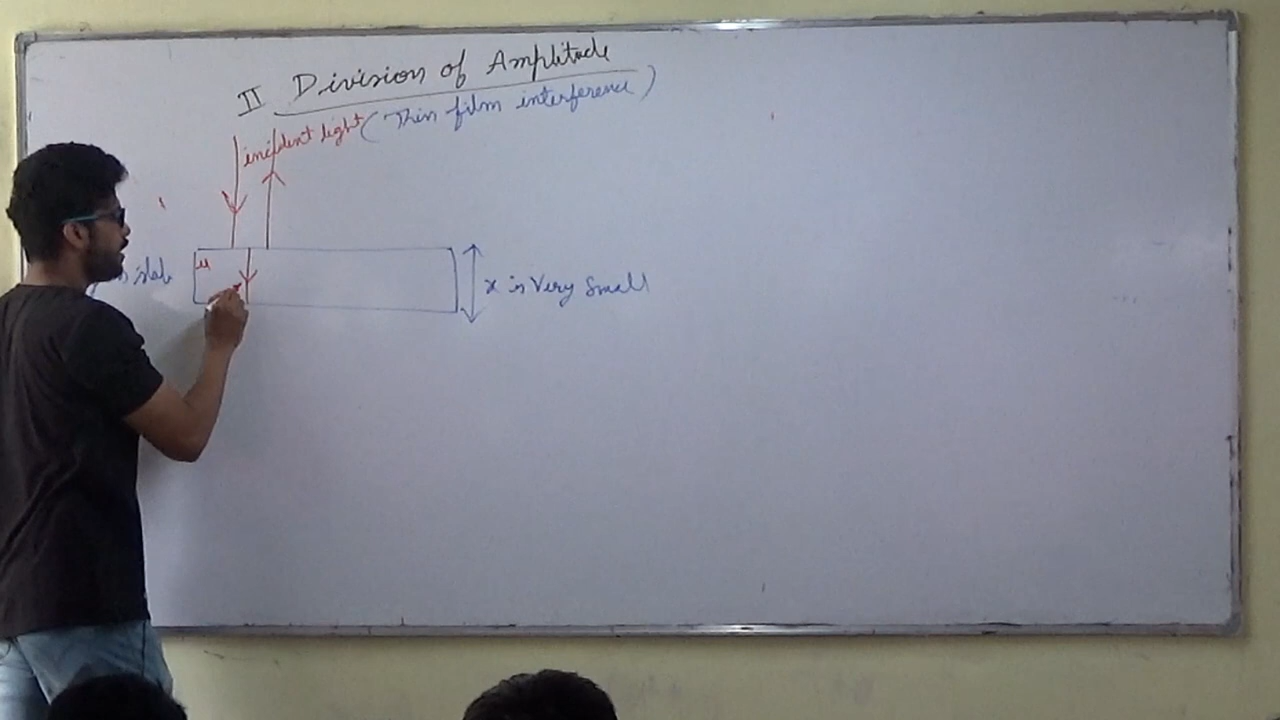 II Division of Amplitude
(Thin film interference)
incident light
μ
slab
x is Very Small